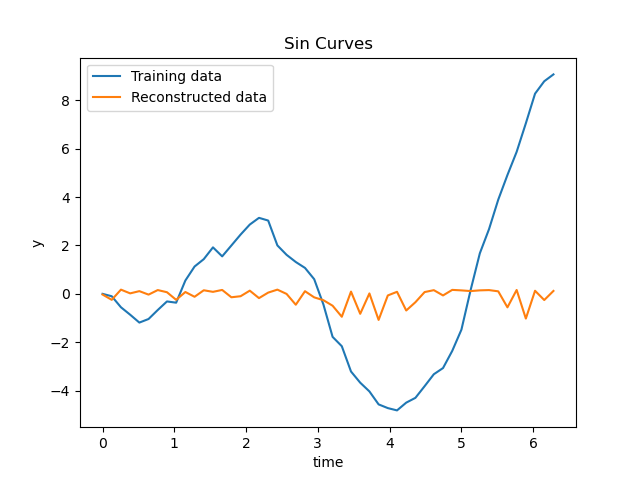 Sin Curves
Training data
Reconstructed data
8
6
4
2
0
−2
−4
y
0 1 2 3 4 5 6
time